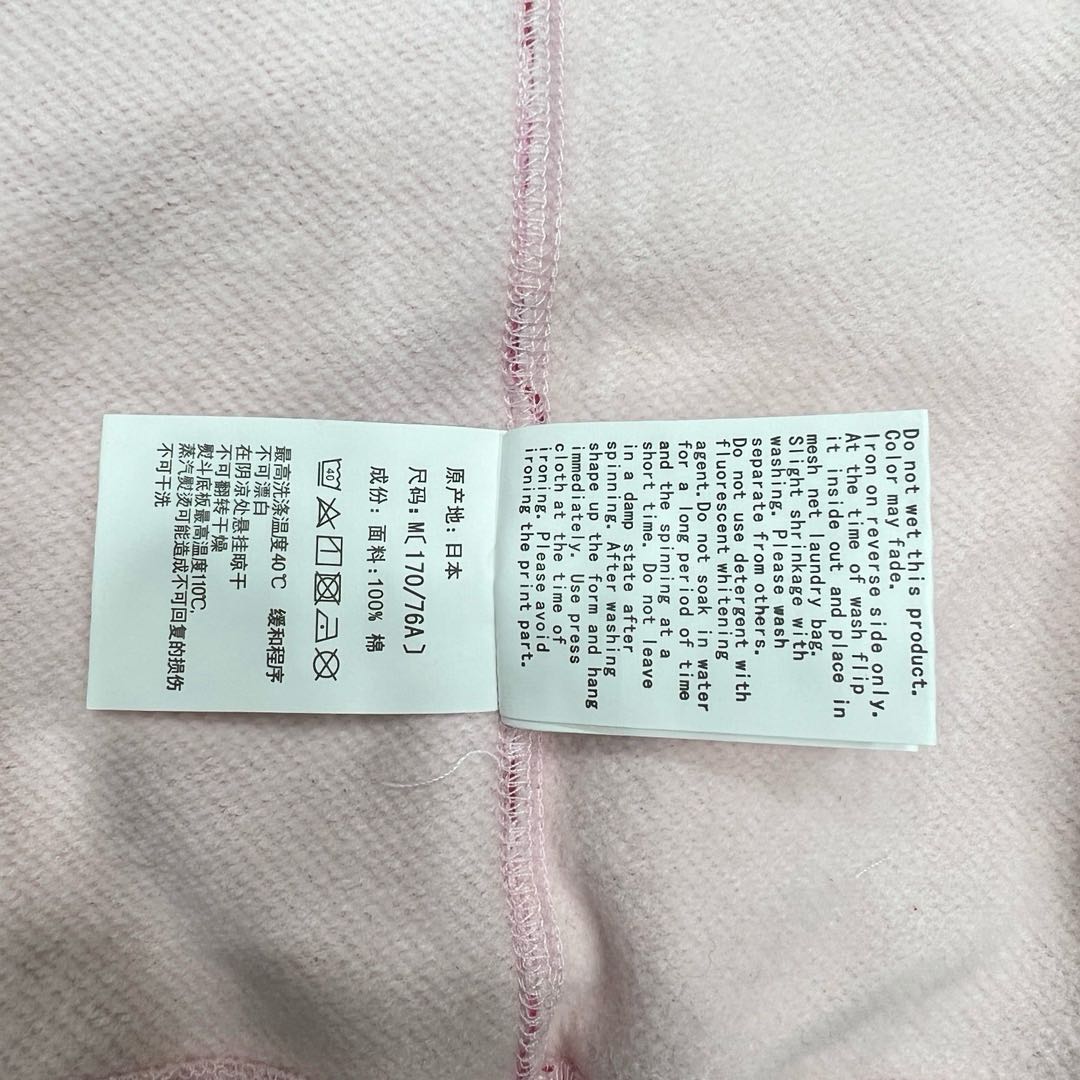 原产地:日本
尺码:M〔170/76A〕
成份:面料:100% 棉
40
最高洗涤温度40℃ 缓和程序
不可漂白
在阴凉处悬挂晾干
不可翻转干燥
熨斗底板最高温度110℃,
蒸汽熨烫可能造成不可回复的损伤
不可干洗
Do not wet this product.
Color may fade.
Iron on reverse side only.
At the time of wash flip
it inside out and place in
mesh net laundry bag.
Slight shrinkage with
washing. Please wash
separate from others.
Do not use detergent with
fluorescent whitening
agent.Do not soak in water
for a long period of time
and the spinning at a
short time. Do not leave
in a damp state after
spinning. After washing
shape up the form and hang
immediately. Use press
cloth at the time of
ironing. Please avoid
ironing the print part.